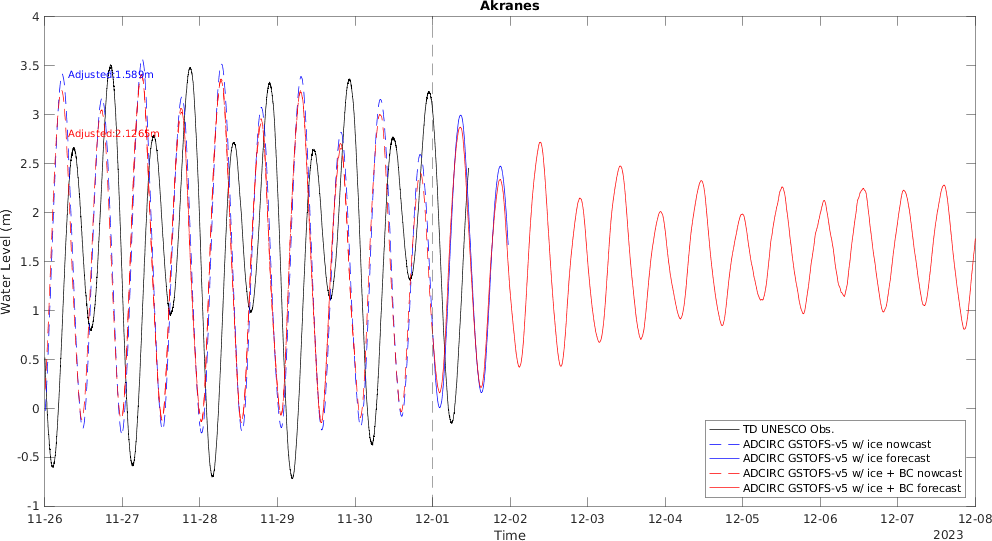 Akranes
4
3.5
3
2.5
2
1.5
1
0.5
0
-0.5
-1
Water Level (m)
Adjusted:1.589m
Adjusted:2.1265m
TD UNESCO Obs.
ADCIRC GSTOFS-v5 w/ ice nowcast
ADCIRC GSTOFS-v5 w/ ice forecast
ADCIRC GSTOFS-v5 w/ ice + BC nowcast
ADCIRC GSTOFS-v5 w/ ice + BC forecast
11-26 11-27 11-28 11-29 11-30 12-01 12-02 12-03 12-04 12-05 12-06 12-07 12-08
Time
2023